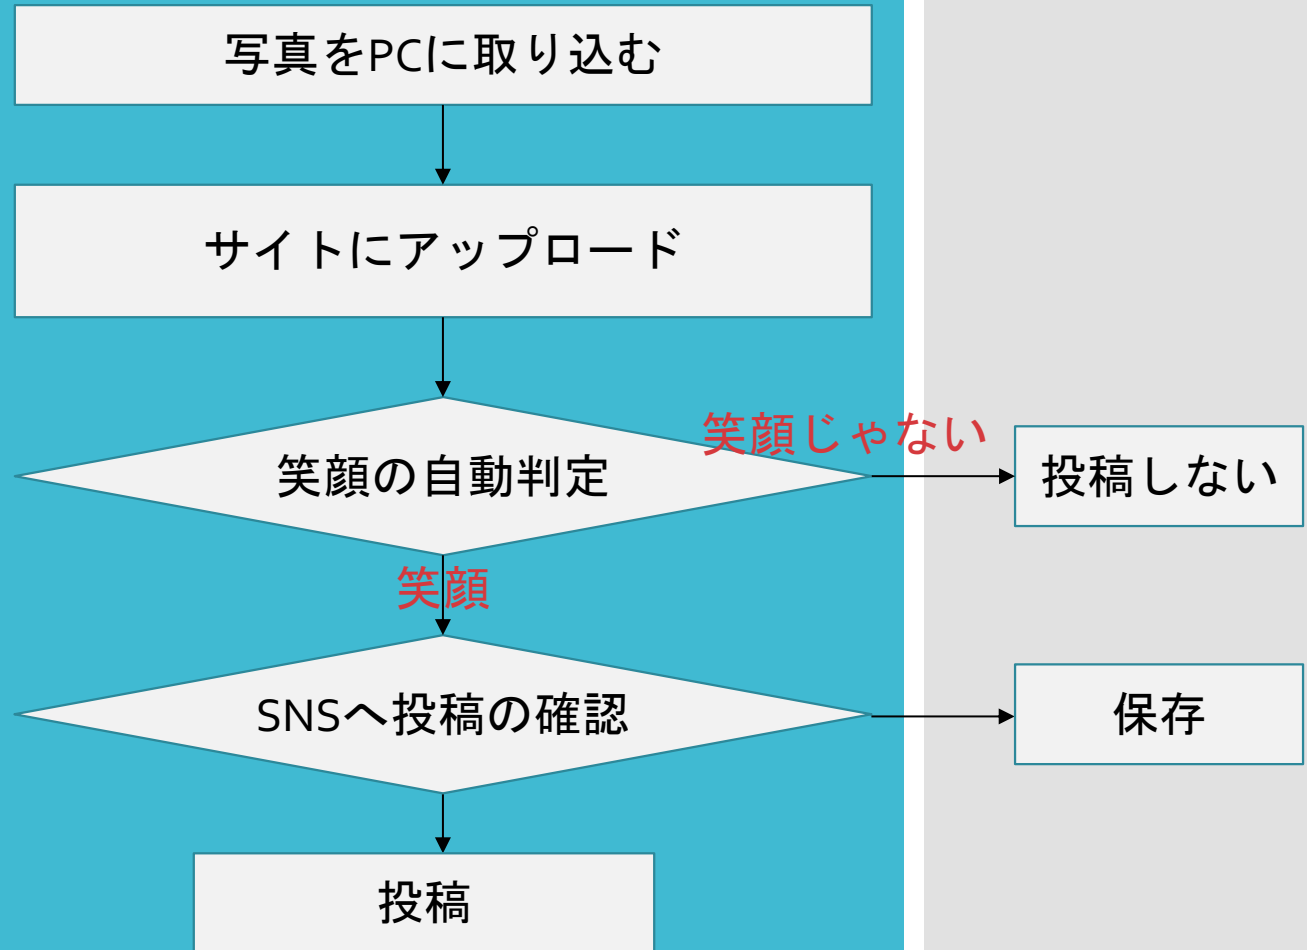 写真をPCに取り込む
サイトにアップロード
笑顔の自動判定
笑顔じゃない
投稿しない
笑顔
SNSへ投稿の確認
保存
投稿